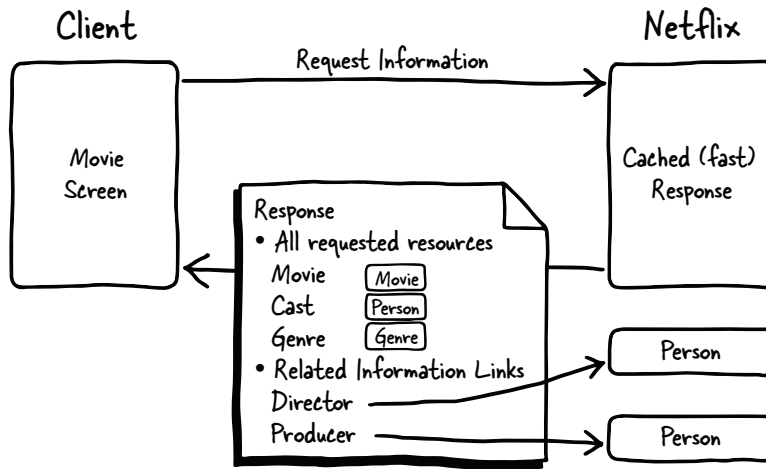 Client
Netflix
Request Information
Movie
Screen
Cached (fast)
Response
Response
• All requested resources
Movie Movie
Cast Person
Genre Genre
• Related Information Links
Director
Producer
Person
Person